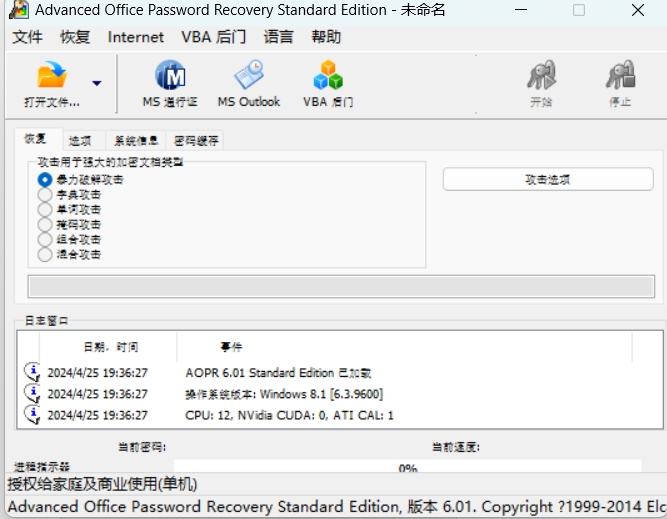 Advanced Office Password Recovery Standard Edition - 未命名
文件 恢复 Internet VBA 后门 语言 帮助
打开文件... MS 通行证 MS Outlook VBA 后门 开始 停止
恢复 选项 系统信息 密码缓存
攻击用于强大的加密文档类型
暴力破解攻击
攻击选项
字典攻击
单词攻击
掩码攻击
组合攻击
混合攻击
日志窗口
日期，时间 事件
2024/4/25 19:36:27 AOPR 6.01 Standard Edition 已加载
2024/4/25 19:36:27 操作系统版本: Windows 8.1 [6.3.9600]
2024/4/25 19:36:27 CPU: 12, NVidia CUDA: 0, ATI CAL: 1
当前密码: 当前速度:
进程指示器 0%
授权给家庭及商业使用(单机)
Advanced Office Password Recovery Standard Edition, 版本 6.01. Copyright ?1999-2014 Elc